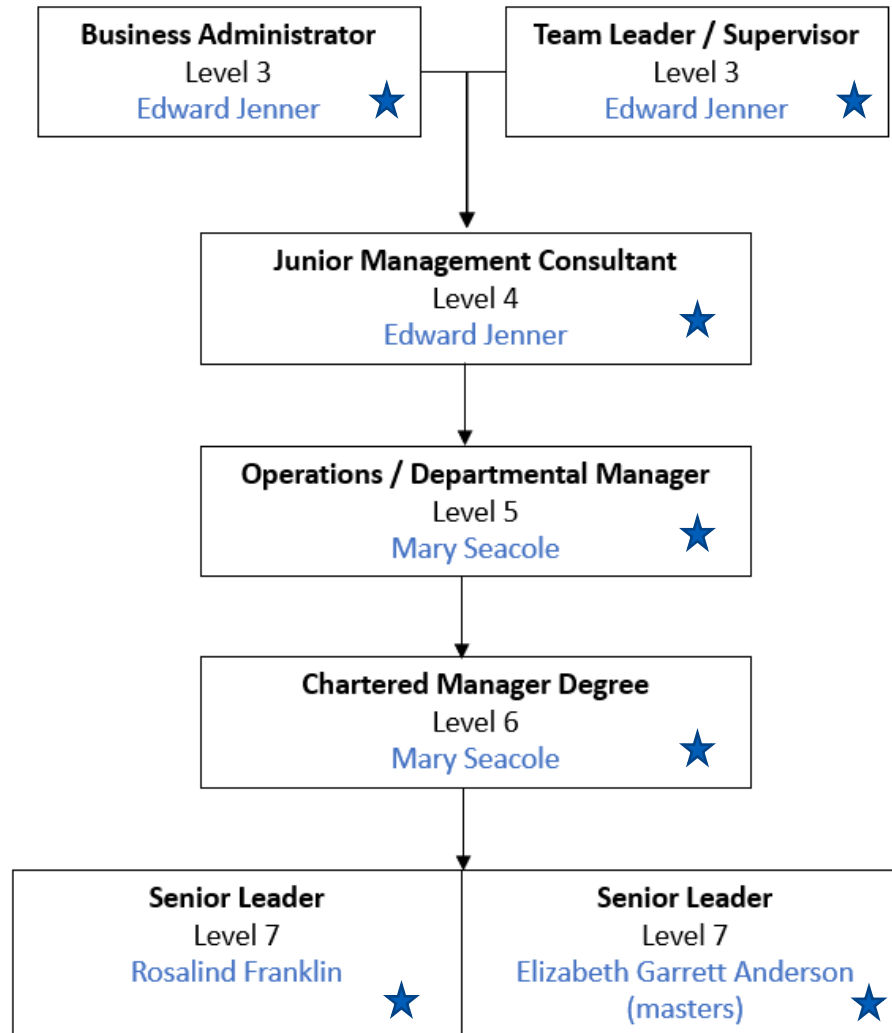 Business Administrator
Level 3
Edward Jenner
Team Leader / Supervisor
Level 3
Edward Jenner
Junior Management Consultant
Level 4
Edward Jenner
Operations / Departmental Manager
Level 5
Mary Seacole
Chartered Manager Degree
Level 6
Mary Seacole
Senior Leader
Level 7
Rosalind Franklin
Senior Leader
Level 7
Elizabeth Garrett Anderson
(masters)